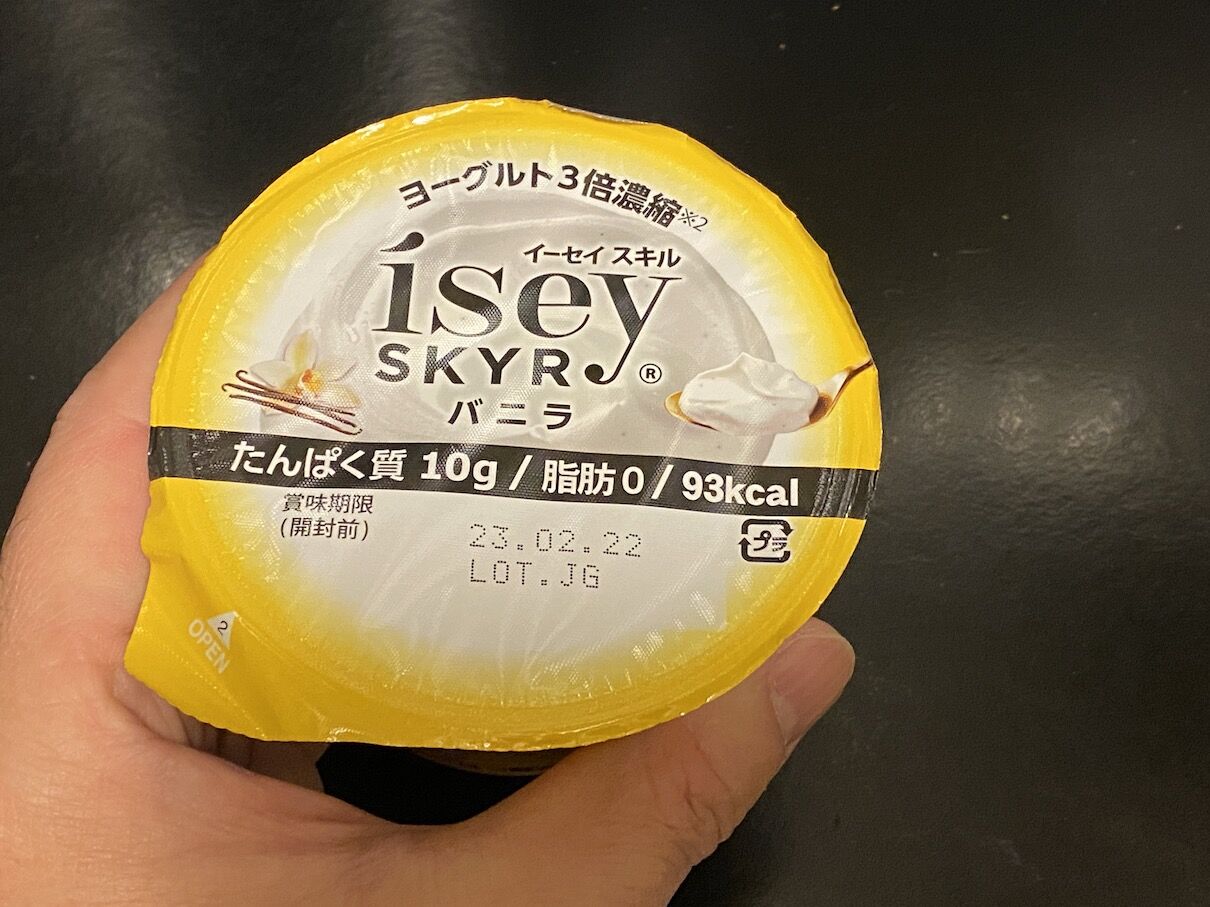 ヨーグルト3倍濃縮※2
イーセイ スキル
ísey
SKYR®
バニラ
たんぱく質 10g / 脂肪0 / 93kcal
賞味期限
(開封前)
23.02.22
LOT.JG
プラ
2
OPEN